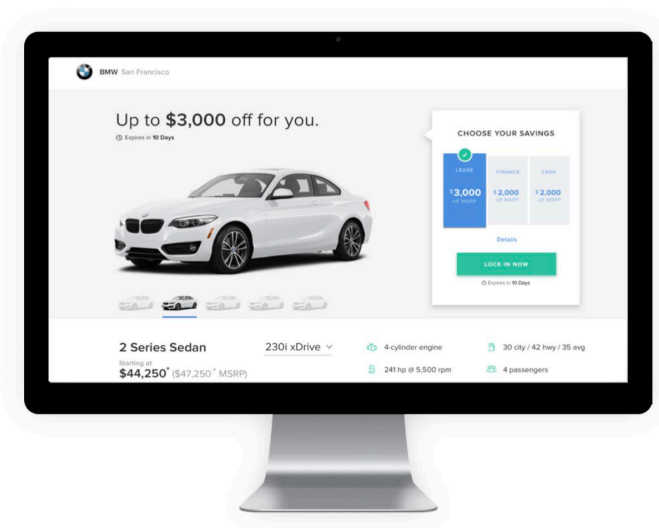 BMW San Francisco
Up to $3,000 off for you.
Expires in 10 Days
CHOOSE YOUR SAVINGS
LEASE
$3,000
off MSRP
FINANCE
$2,000
off MSRP
CASH
$2,000
off MSRP
Details
LOCK IN NOW
Expires in 10 Days
2 Series Sedan
230i xDrive
Starting at
$44,250* ($47,250* MSRP)
4-cylinder engine
30 city / 42 hwy / 35 avg
241 hp @ 5,500 rpm
4 passengers